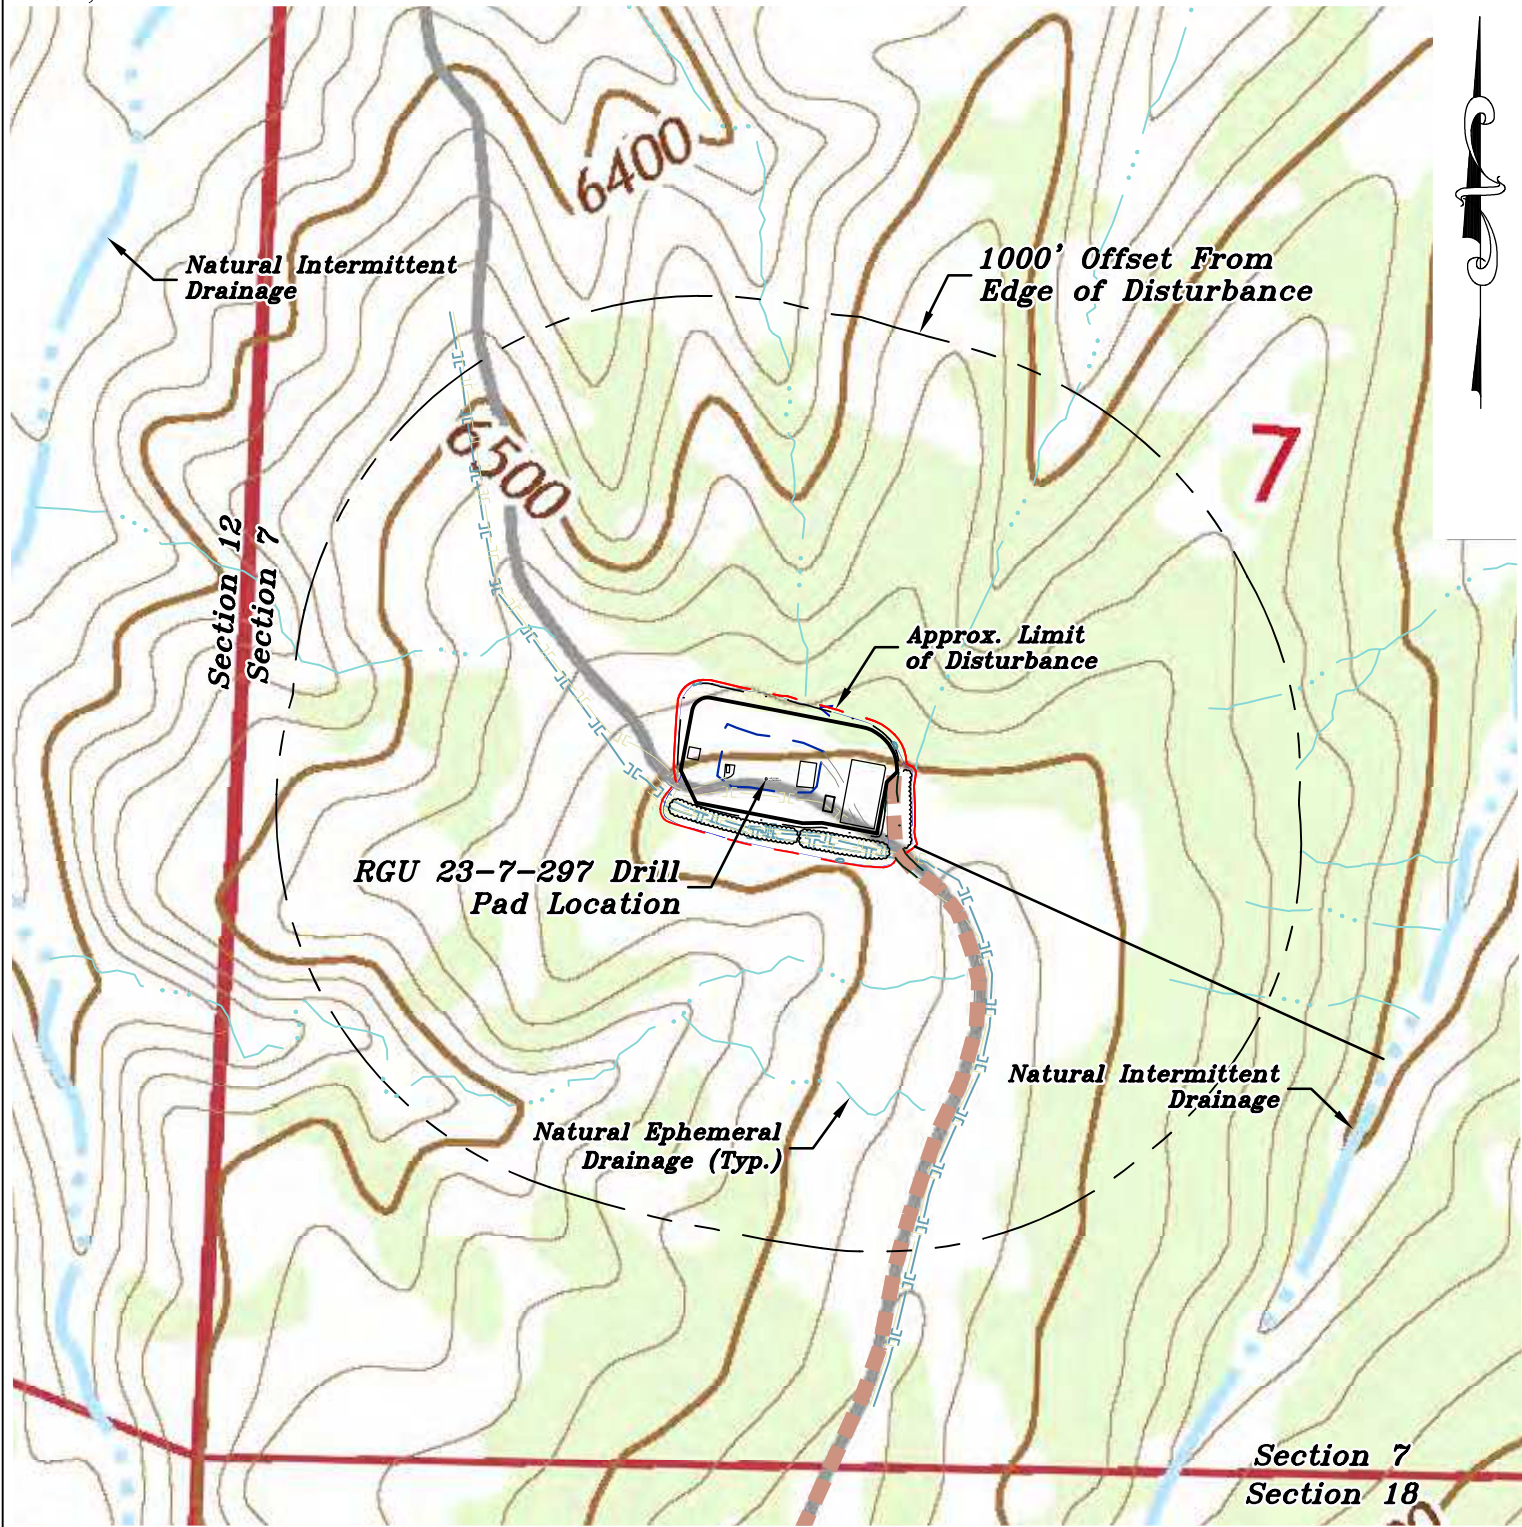 6400
Natural Intermittent
Drainage
1000' Offset From
Edge of Disturbance
6500
7
Section 12
Section 7
Approx. Limit
of Disturbance
RGU 23-7-297 Drill
Pad Location
Natural Intermittent
Drainage
Natural Ephemeral
Drainage (Typ.)
Section 7
Section 18